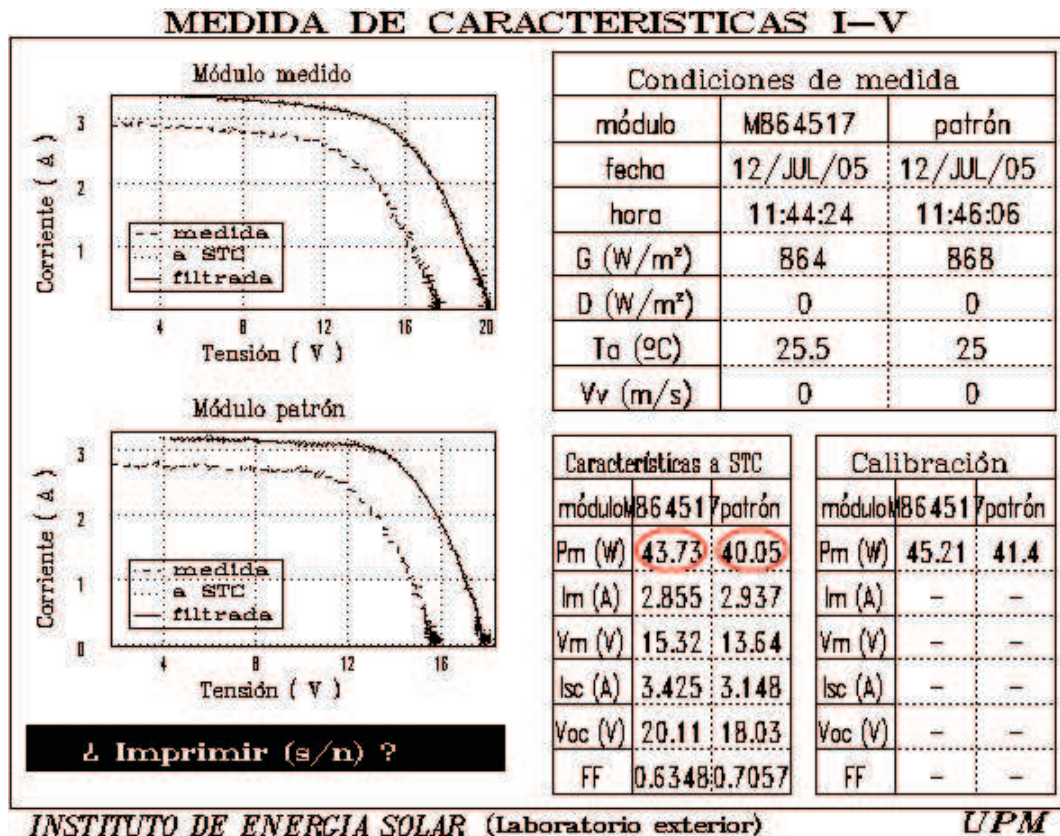 MEDIDA DE CARACTERISTICAS I-V
Módulo medido
Corriente ( A )
3
2
1
medida
a STC
filtrada
4 8 12 16 20
Tensión ( V )
Módulo patrón
Corriente ( A )
3
2
1
0
medida
a STC
filtrada
4 8 12 16
Tensión ( V )
¿ Imprimir (s/n) ?
Condiciones de medida
módulo M864517 patrón
fecha 12/JUL/05 12/JUL/05
hora 11:44:24 11:46:06
G (W/m²) 864 868
D (W/m²) 0 0
Ta (ºC) 25.5 25
Vv (m/s) 0 0
Características a STC
módulo M864517 patrón
Pm (W) 43.73 40.05
Im (A) 2.855 2.937
Vm (V) 15.32 13.64
Isc (A) 3.425 3.148
Voc (V) 20.11 18.03
FF 0.6348 0.7057
Calibración
módulo M864517 patrón
Pm (W) 45.21 41.4
Im (A) - -
Vm (V) - -
Isc (A) - -
Voc (V) - -
FF - -
INSTITUTO DE ENERGIA SOLAR (Laboratorio exterior) UPM